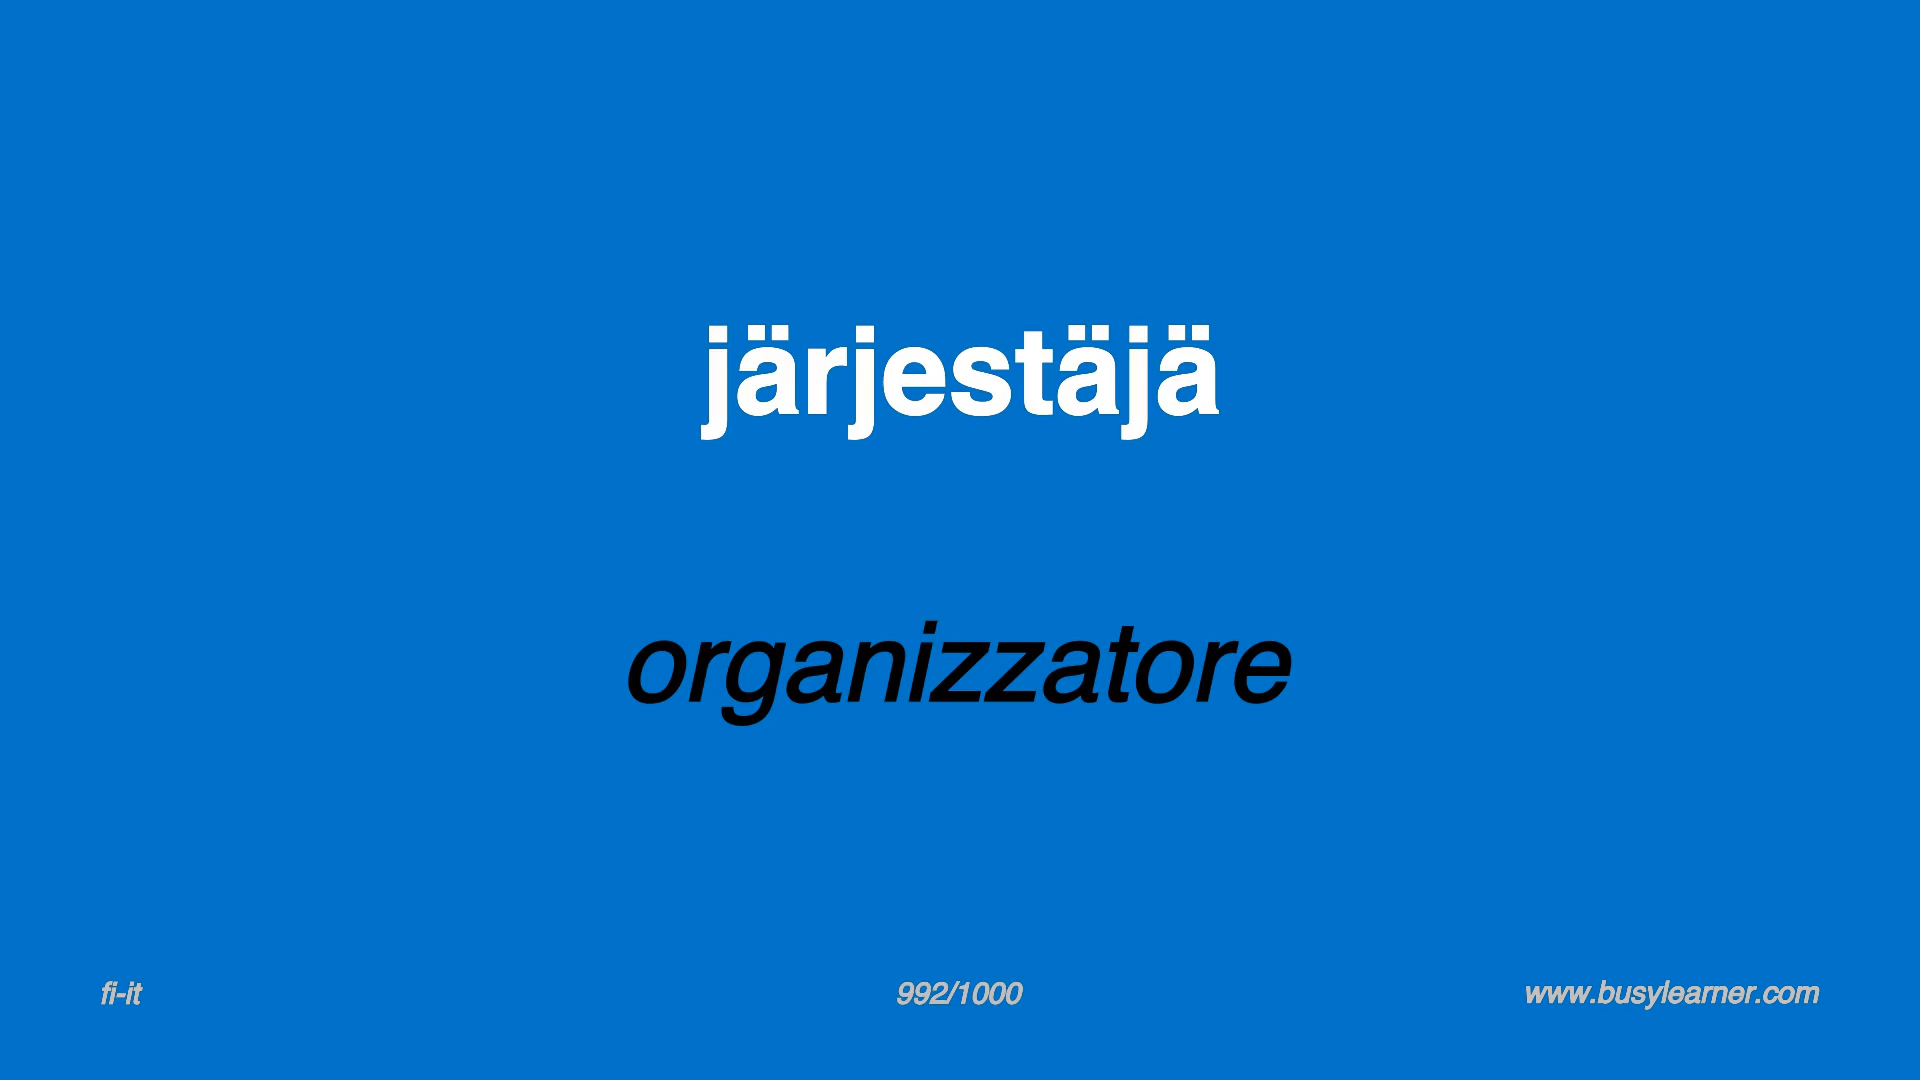 järjestäjä
organizzatore
fi-it
992/1000
www.busylearner.com